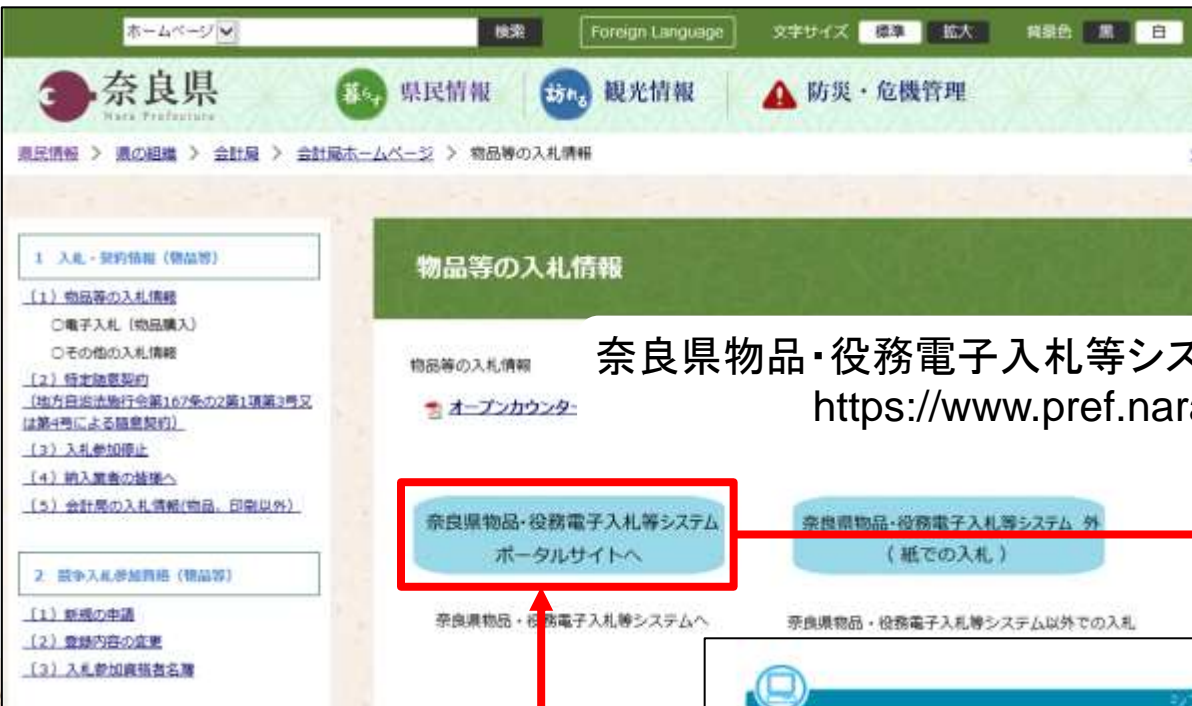 ホームページ
検索
Foreign Language
文字サイズ 標準 拡大
背景色 黒 白
奈良県
Nara Prefecture
暮らす 県民情報
訪れる 観光情報
防災・危機管理
県民情報 > 県の組織 > 会計局 > 会計局ホームページ > 物品等の入札情報
1 入札・契約情報（物品等）
（1）物品等の入札情報
○電子入札（物品購入）
○その他の入札情報
（2）特定随意契約
（地方自治法施行令第167条の2第1項第3号又
は第4号による随意契約）
（3）入札参加停止
（4）納入業者の皆様へ
（5）会計局の入札情報(物品、印刷以外)
2 競争入札参加資格（物品等）
（1）新規の申請
（2）登録内容の変更
（3）入札参加資格者名簿
物品等の入札情報
物品等の入札情報
オープンカウンター
奈良県物品・役務電子入札等シス
https://www.pref.nara
奈良県物品・役務電子入札等システム
ポータルサイトへ
奈良県物品・役務電子入札等システム 外
（ 紙での入札 ）
奈良県物品・役務電子入札等システムへ
奈良県物品・役務電子入札等システム以外での入札